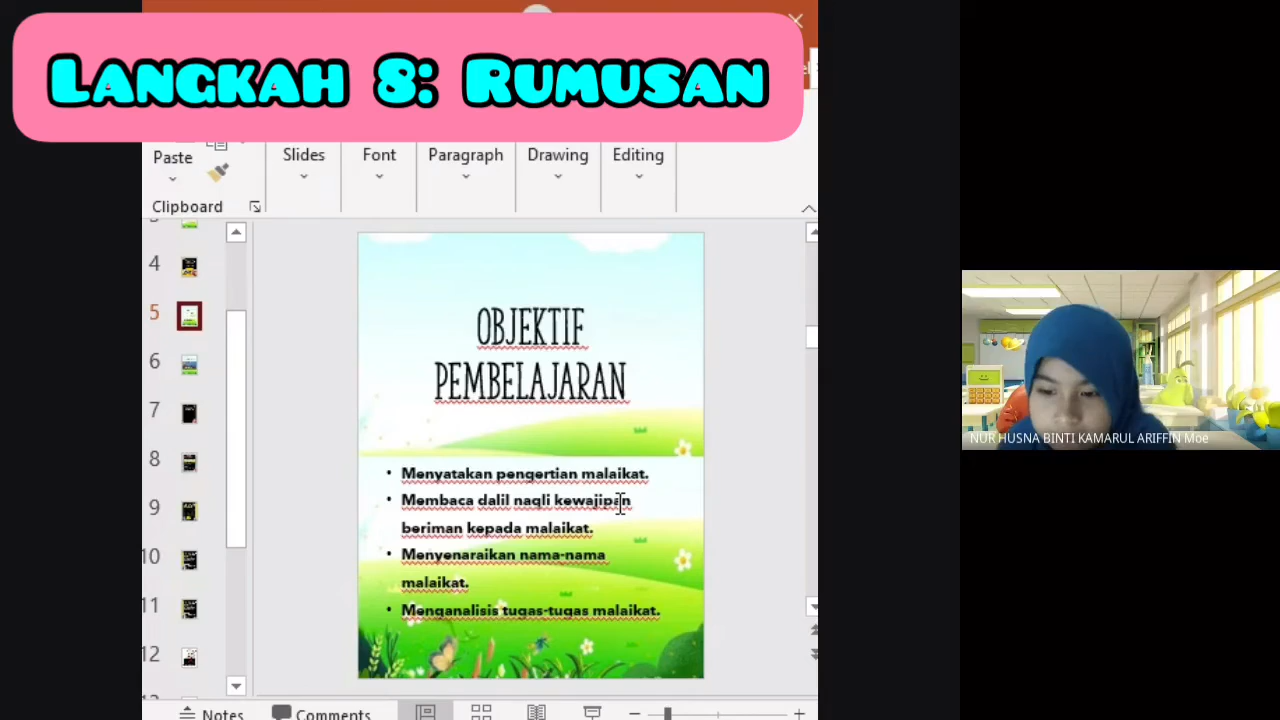 Langkah 8: Rumusan
Paste
Slides
Font
Paragraph
Drawing
Editing
Clipboard
4
5
6
7
8
9
10
11
12
OBJEKTIF
PEMBELAJARAN
• Menyatakan pengertian malaikat.
• Membaca dalil naqli kewajipan
beriman kepada malaikat.
• Menyenaraikan nama-nama
malaikat.
• Menganalisis tugas-tugas malaikat.
NUR HUSNA BINTI KAMARUL ARIFFIN Moe
Notes
Comments